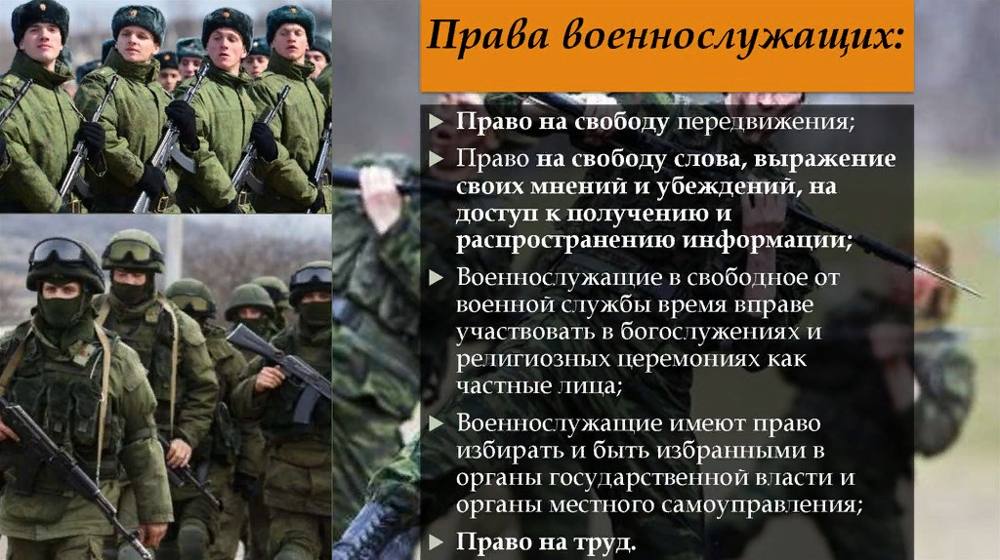 Права военнослужащих:
▶ Право на свободу передвижения;
▶ Право на свободу слова, выражение
своих мнений и убеждений, на
доступ к получению и
распространению информации;
▶ Военнослужащие в свободное от
военной службы время вправе
участвовать в богослужениях и
религиозных церемониях как
частные лица;
▶ Военнослужащие имеют право
избирать и быть избранными в
органы государственной власти и
органы местного самоуправления;
▶ Право на труд.